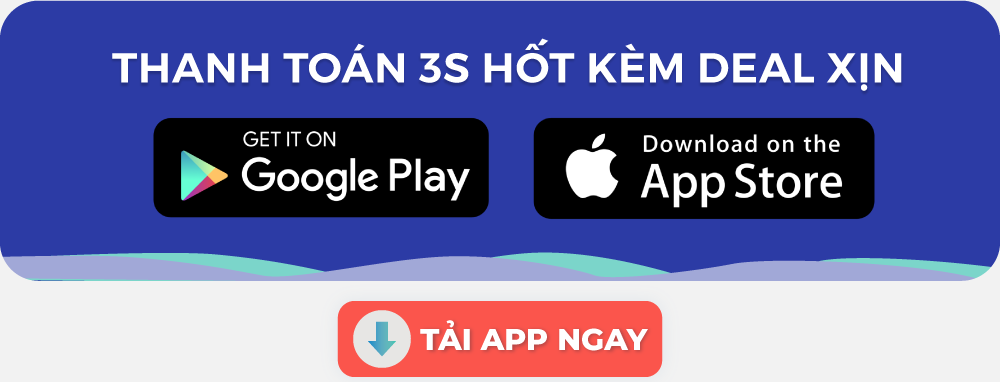 THANH TOÁN 3S HỐT KÈM DEAL XỊN
GET IT ON
Google Play
Download on the
App Store
TẢI APP NGAY